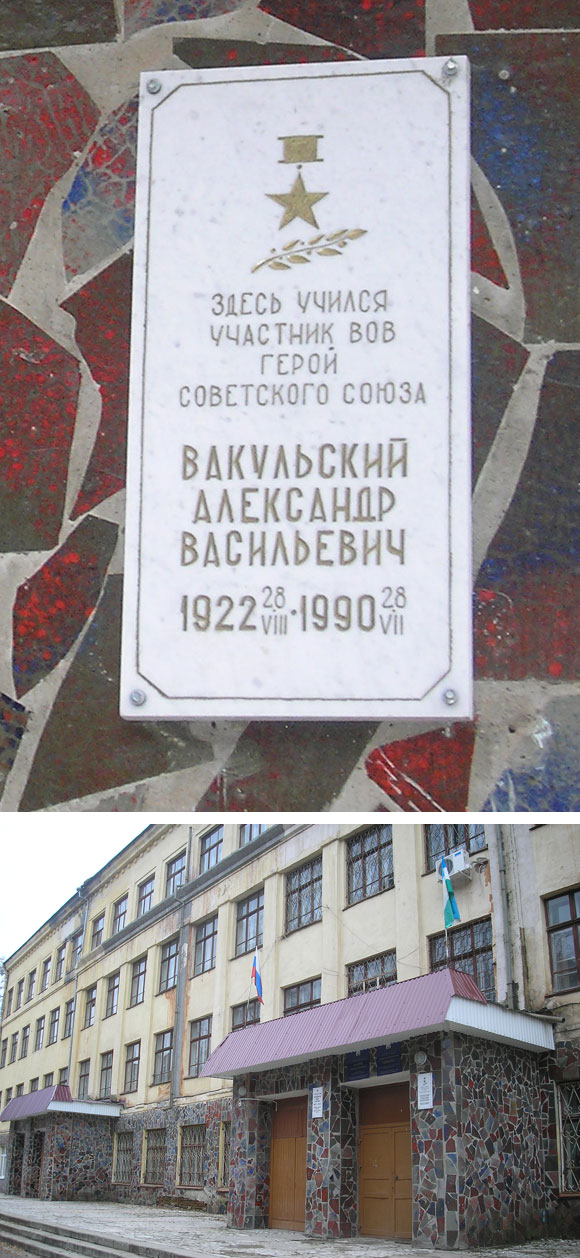 ЗДЕСЬ УЧИЛСЯ
УЧАСТНИК ВОВ
ГЕРОЙ
СОВЕТСКОГО СОЮЗА
ВАКУЛЬСКИЙ
АЛЕКСАНДР
ВАСИЛЬЕВИЧ
1922 28 VIII · 1990 28 VII